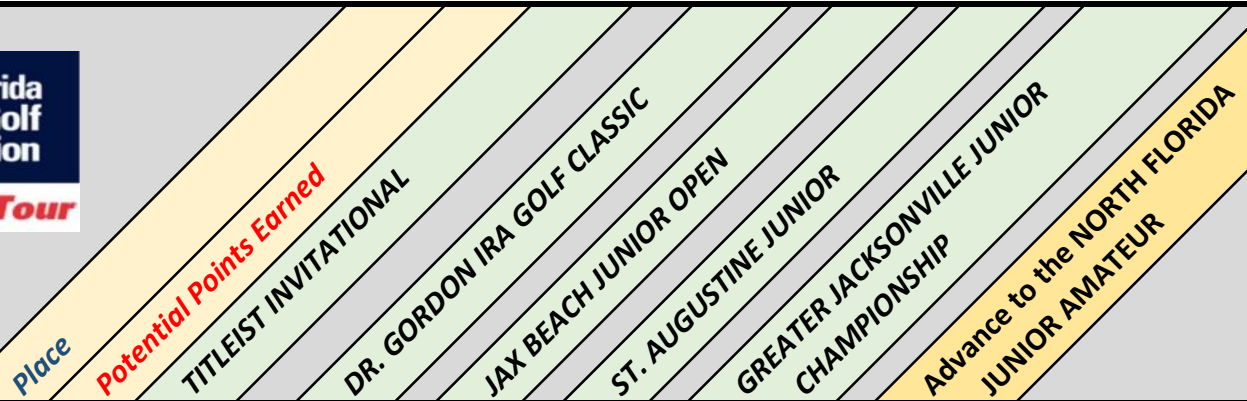 Tour
Place
Potential Points Earned
TITLEIST INVITATIONAL
DR. GORDON IRA GOLF CLASSIC
JAX BEACH JUNIOR OPEN
ST. AUGUSTINE JUNIOR
GREATER JACKSONVILLE JUNIOR
CHAMPIONSHIP
Advance to the NORTH FLORIDA
JUNIOR AMATEUR